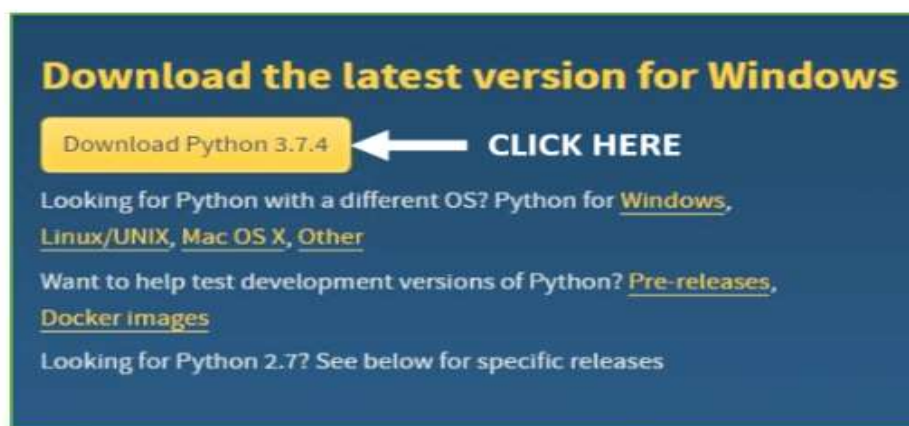 Download the latest version for Windows
Download Python 3.7.4 CLICK HERE
Looking for Python with a different OS? Python for Windows,
Linux/UNIX, Mac OS X, Other
Want to help test development versions of Python? Pre-releases,
Docker images
Looking for Python 2.7? See below for specific releases